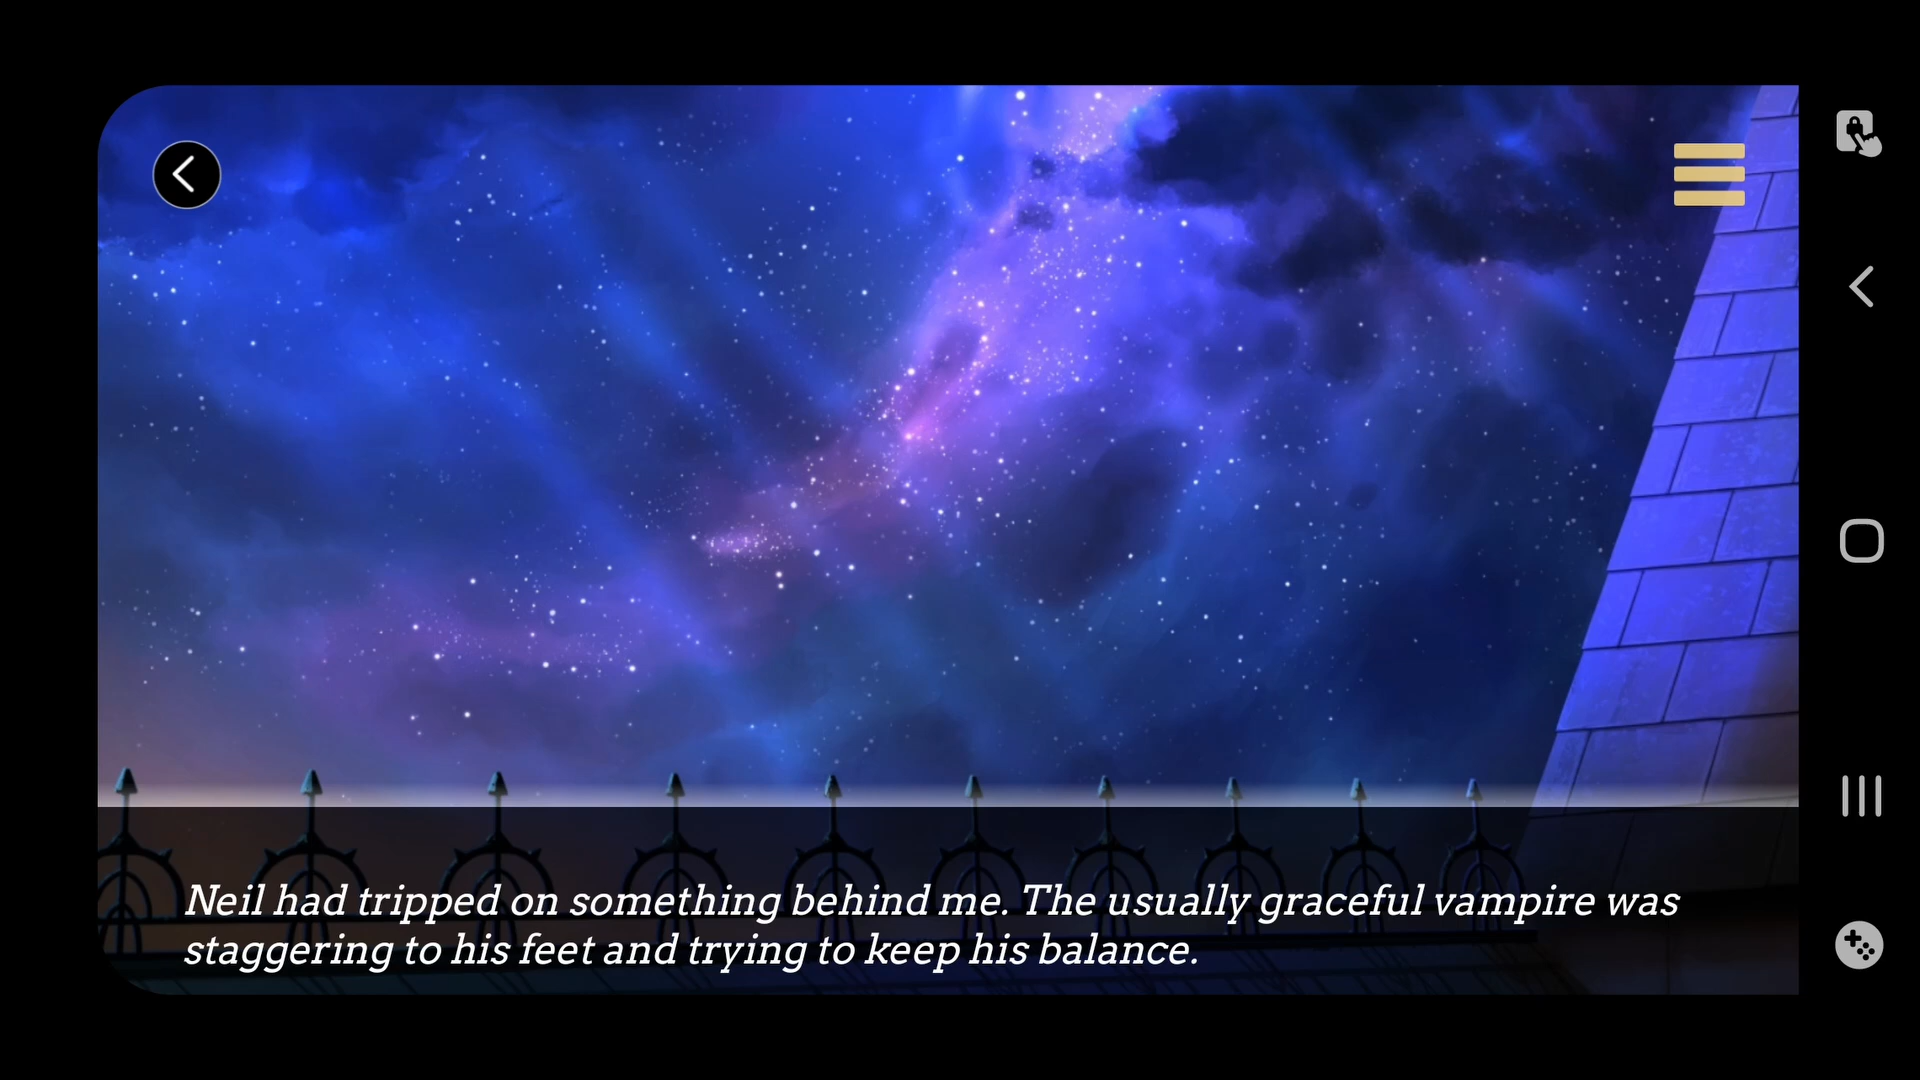 Neil had tripped on something behind me. The usually graceful vampire was
staggering to his feet and trying to keep his balance.